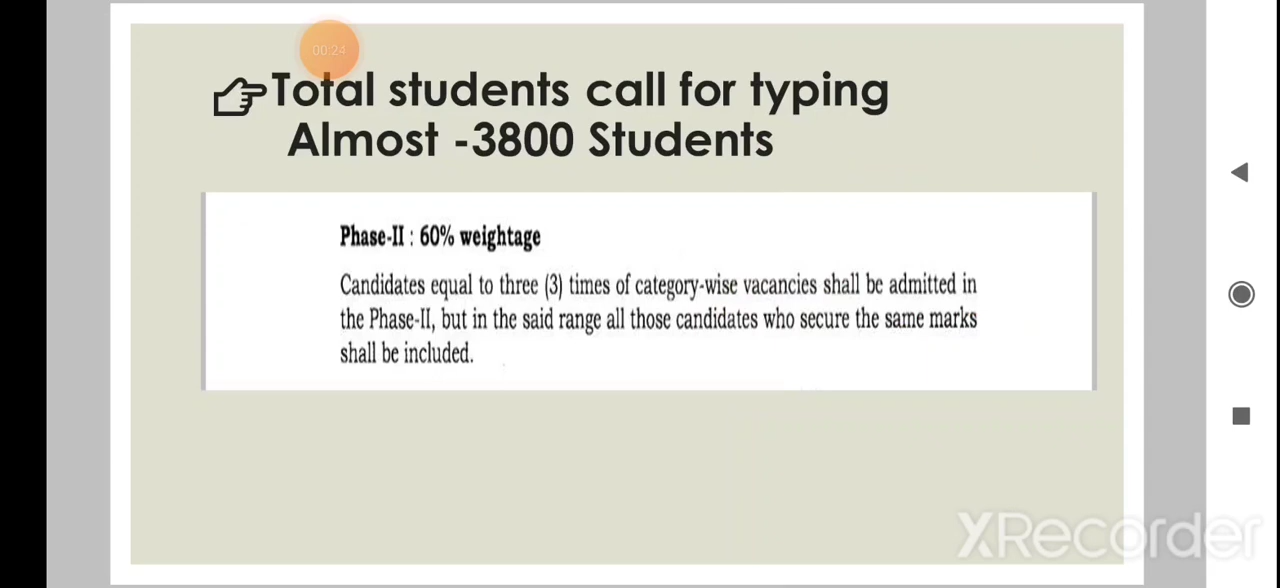 00:24
Total students call for typing
Almost -3800 Students
Phase-II : 60% weightage
Candidates equal to three (3) times of category-wise vacancies shall be admitted in
the Phase-II, but in the said range all those candidates who secure the same marks
shall be included.
XRecorder